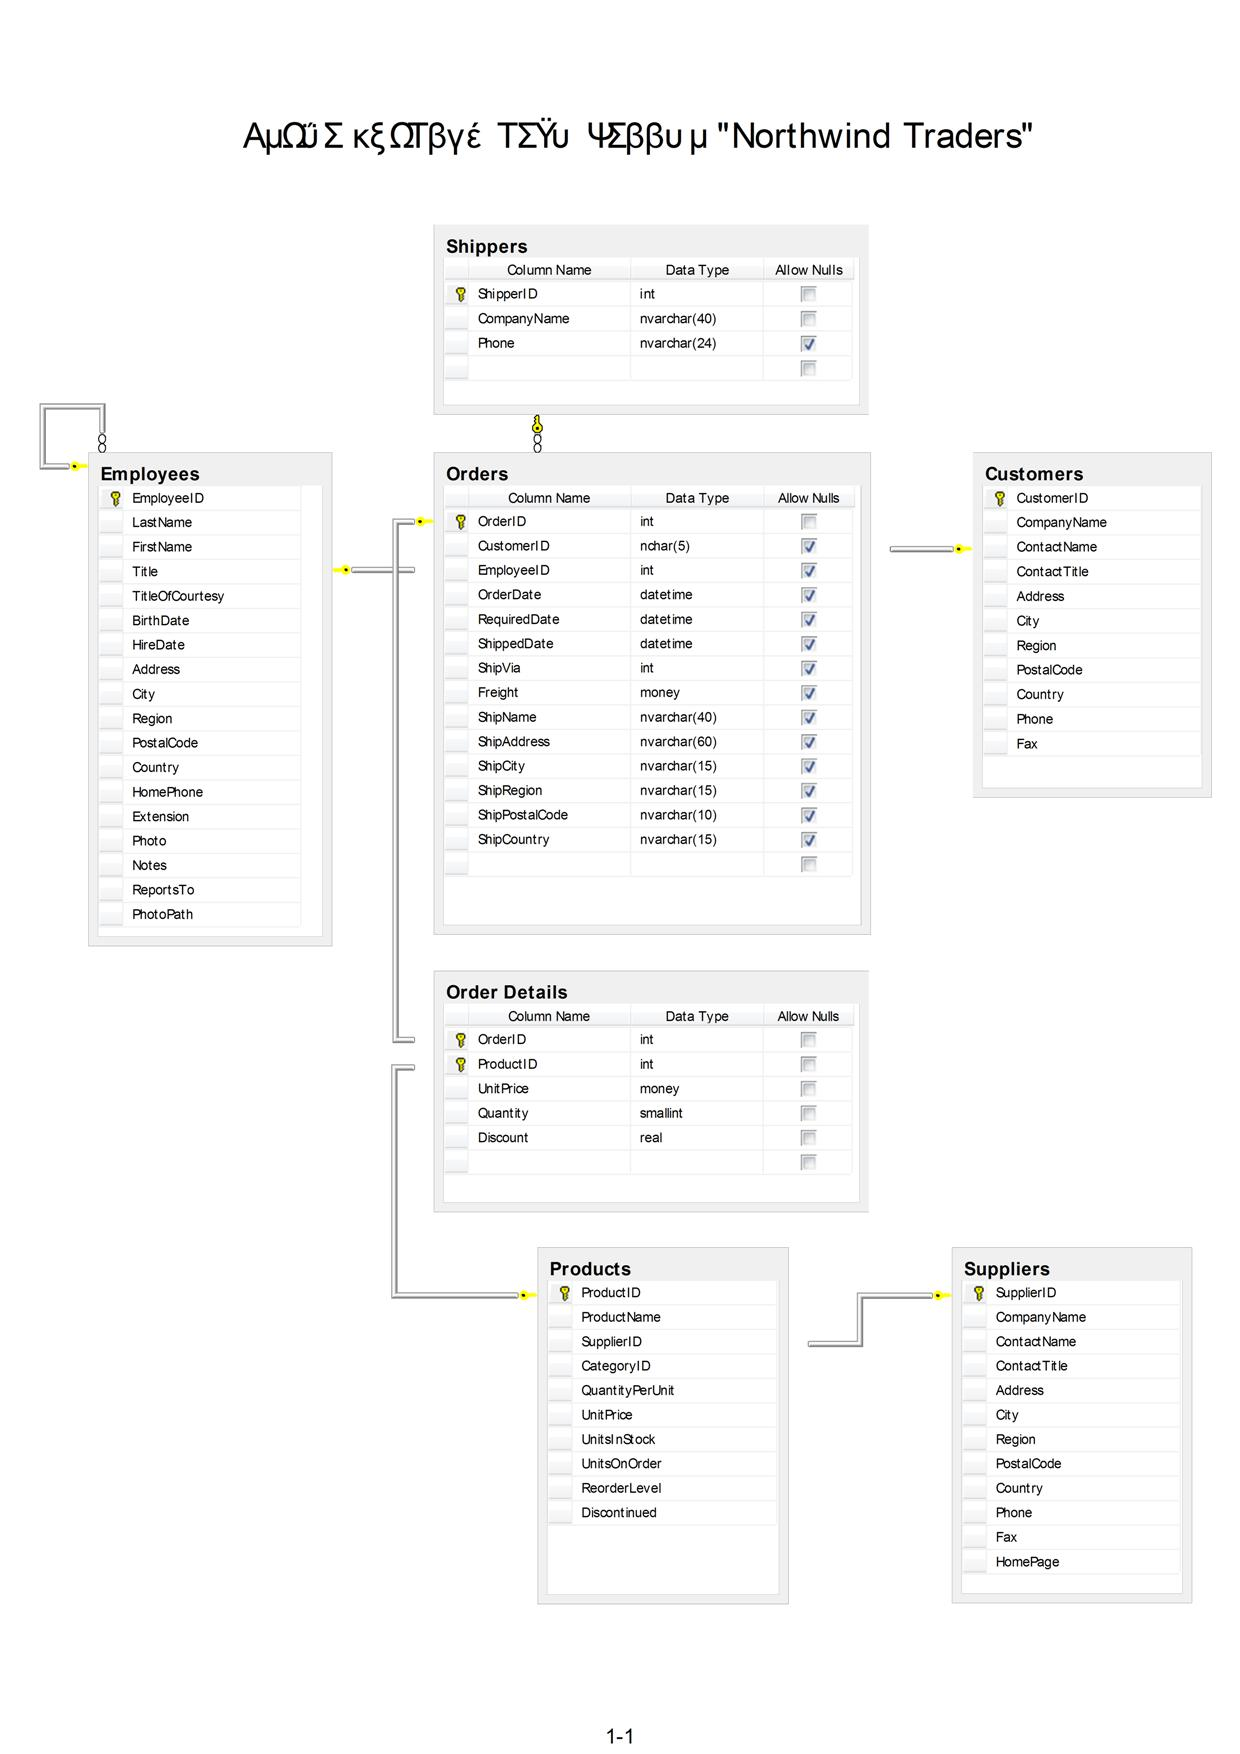 ΑμΩΰΣ κξΩΤβγέ ΤΣΫυ ΨΣββυμ "Northwind Traders"
Shippers
Column Name Data Type Allow Nulls
ShipperID int
CompanyName nvarchar(40)
Phone nvarchar(24)
Employees
EmployeeID
LastName
FirstName
Title
TitleOfCourtesy
BirthDate
HireDate
Address
City
Region
PostalCode
Country
HomePhone
Extension
Photo
Notes
ReportsTo
PhotoPath
Orders
Column Name Data Type Allow Nulls
OrderID int
CustomerID nchar(5)
EmployeeID int
OrderDate datetime
RequiredDate datetime
ShippedDate datetime
ShipVia int
Freight money
ShipName nvarchar(40)
ShipAddress nvarchar(60)
ShipCity nvarchar(15)
ShipRegion nvarchar(15)
ShipPostalCode nvarchar(10)
ShipCountry nvarchar(15)
Customers
CustomerID
CompanyName
ContactName
ContactTitle
Address
City
Region
PostalCode
Country
Phone
Fax
Order Details
Column Name Data Type Allow Nulls
OrderID int
ProductID int
UnitPrice money
Quantity smallint
Discount real
Products
ProductID
ProductName
SupplierID
CategoryID
QuantityPerUnit
UnitPrice
UnitsInStock
UnitsOnOrder
ReorderLevel
Discontinued
Suppliers
SupplierID
CompanyName
ContactName
ContactTitle
Address
City
Region
PostalCode
Country
Phone
Fax
HomePage
1-1